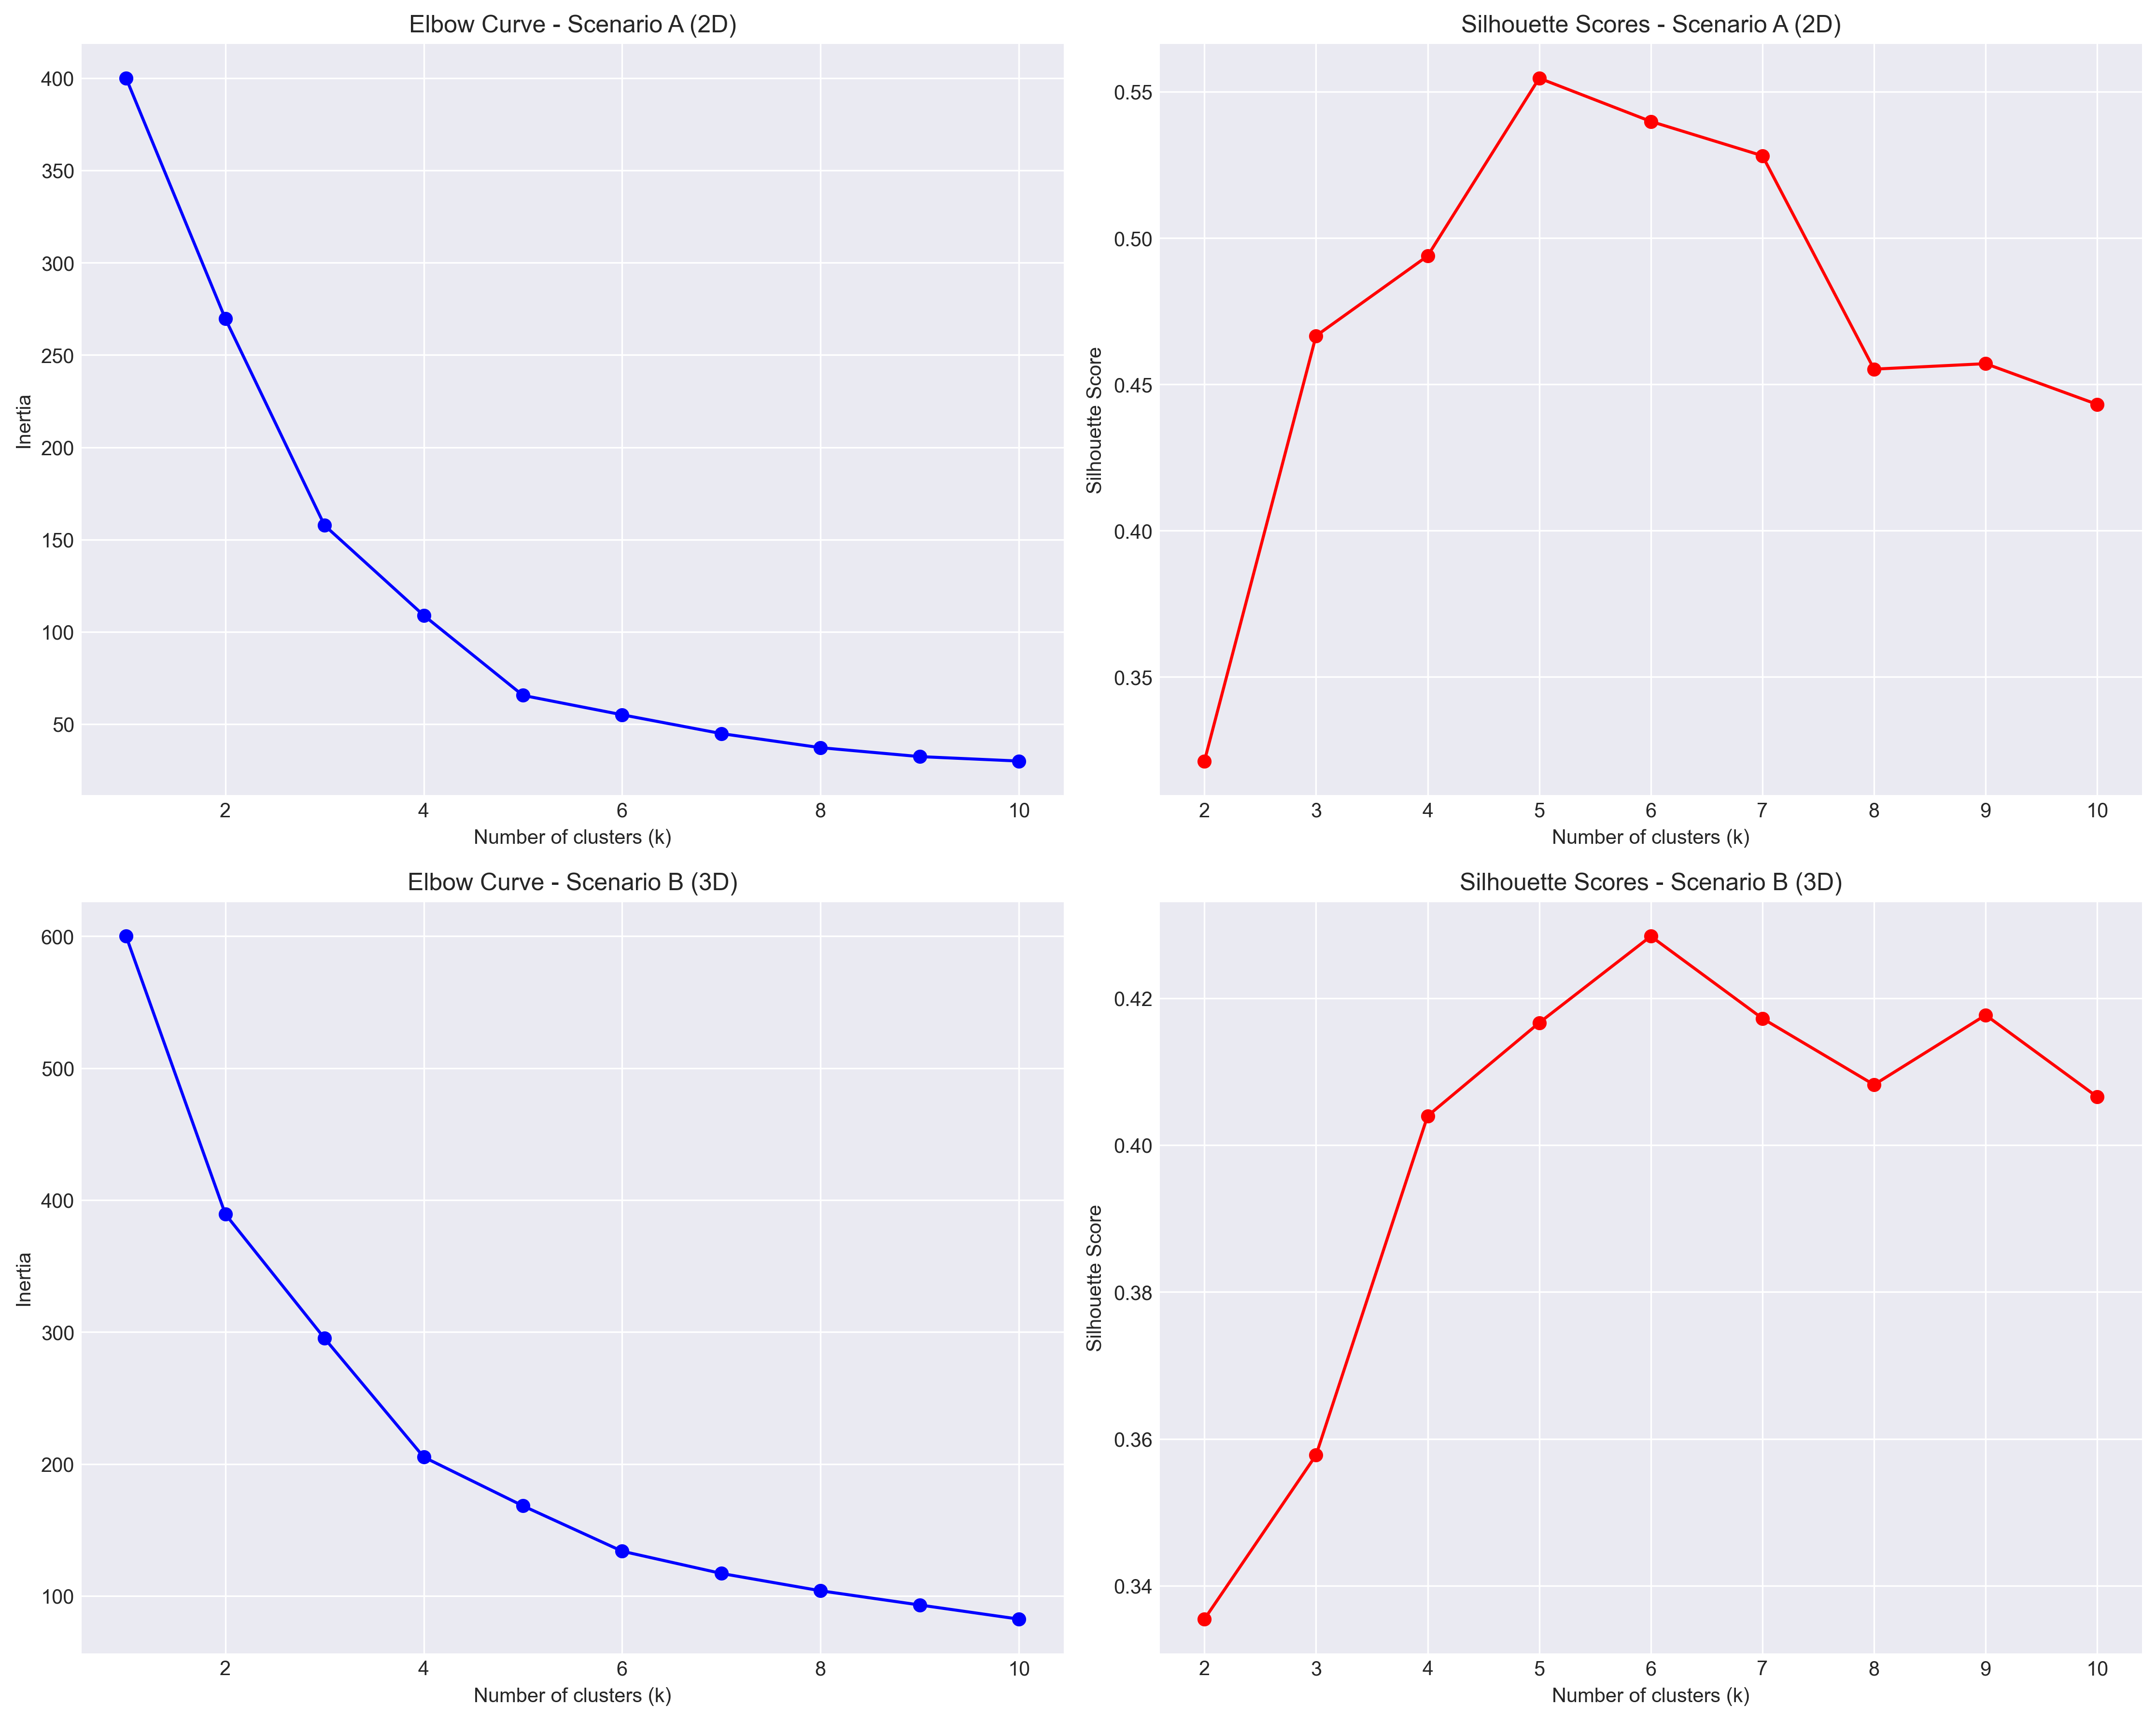 Elbow Curve - Scenario A (2D)
400
350
300
250
200
150
100
50
Inertia
2 4 6 8 10
Number of clusters (k)
Silhouette Scores - Scenario A (2D)
0.55
0.50
0.45
0.40
0.35
Silhouette Score
2 3 4 5 6 7 8 9 10
Number of clusters (k)
Elbow Curve - Scenario B (3D)
600
500
400
300
200
100
Inertia
2 4 6 8 10
Number of clusters (k)
Silhouette Scores - Scenario B (3D)
0.42
0.40
0.38
0.36
0.34
Silhouette Score
2 3 4 5 6 7 8 9 10
Number of clusters (k)